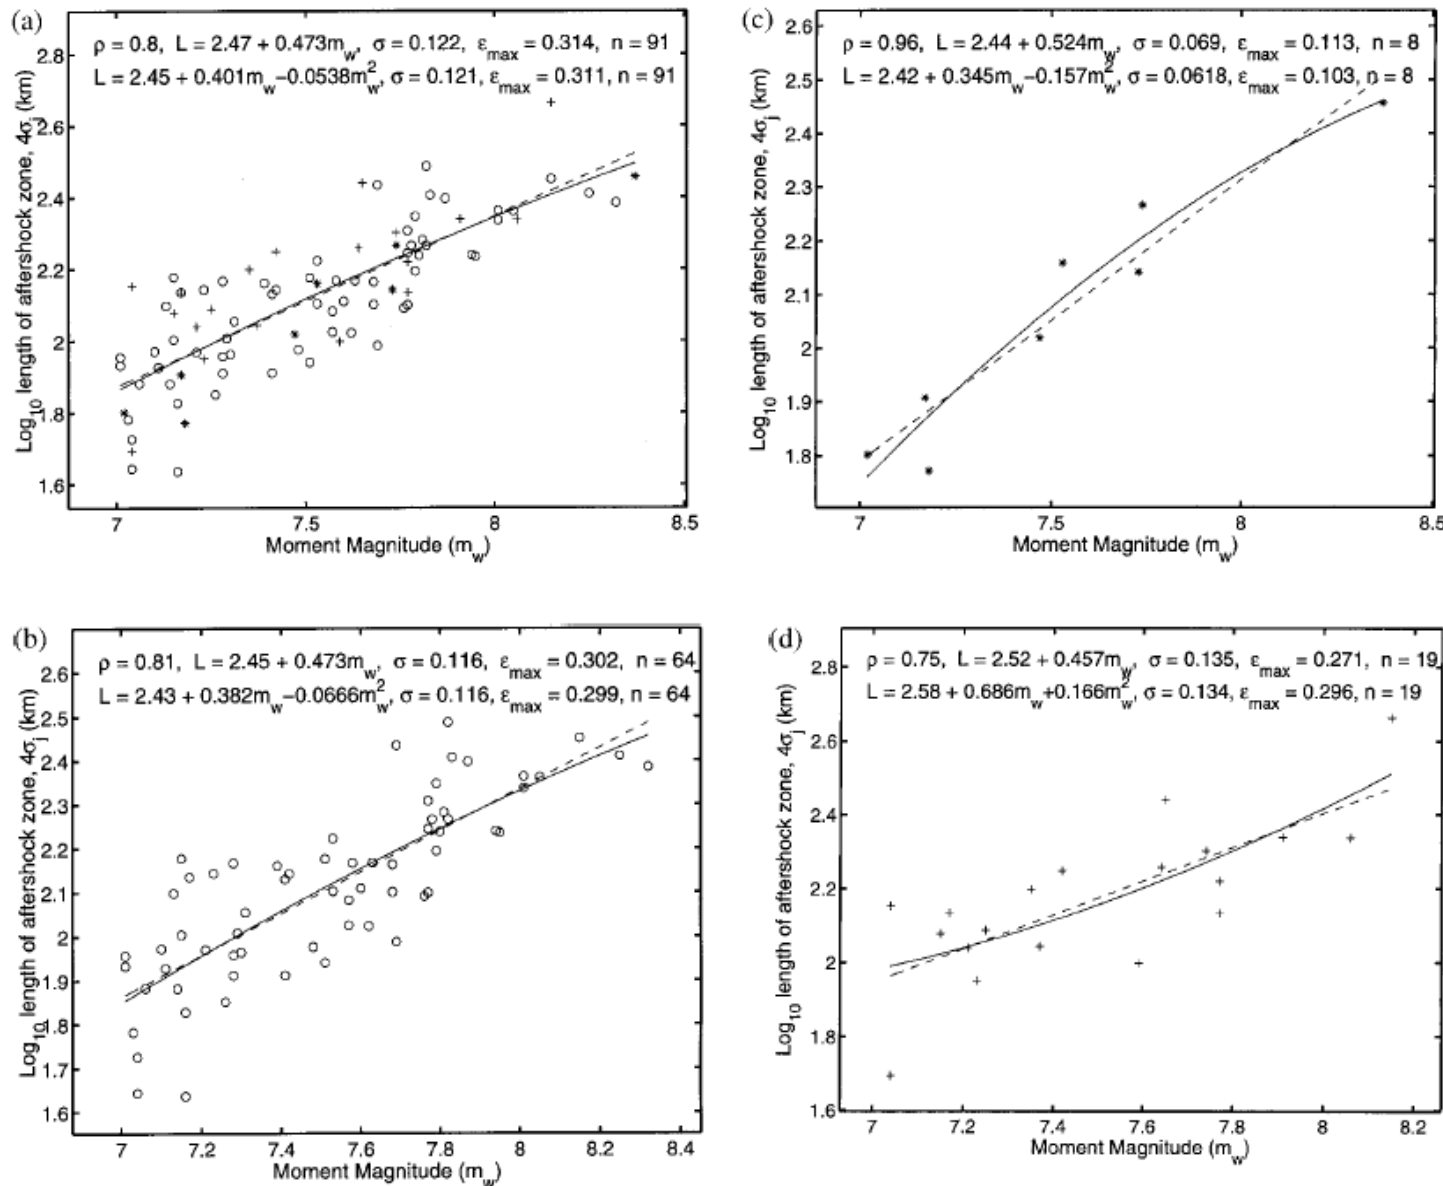 (a)
ρ = 0.8, L = 2.47 + 0.473m_w, σ = 0.122, ε_max = 0.314, n = 91
L = 2.45 + 0.401m_w−0.0538m_w^2, σ = 0.121, ε_max = 0.311, n = 91
Log_10 length of aftershock zone, 4σ_j (km)
2.8
2.6
2.4
2.2
2
1.8
1.6
7
7.5
8
8.5
Moment Magnitude (m_w)
(c)
ρ = 0.96, L = 2.44 + 0.524m_w, σ = 0.069, ε_max = 0.113, n = 8
L = 2.42 + 0.345m_w−0.157m_w^2, σ = 0.0618, ε_max = 0.103, n = 8
Log_10 length of aftershock zone, 4σ_j (km)
2.6
2.5
2.4
2.3
2.2
2.1
2
1.9
1.8
7
7.5
8
8.5
Moment Magnitude (m_w)
(b)
ρ = 0.81, L = 2.45 + 0.473m_w, σ = 0.116, ε_max = 0.302, n = 64
L = 2.43 + 0.382m_w−0.0666m_w^2, σ = 0.116, ε_max = 0.299, n = 64
Log_10 length of aftershock zone, 4σ_j (km)
2.6
2.5
2.4
2.3
2.2
2.1
2
1.9
1.8
1.7
1.6
7
7.2
7.4
7.6
7.8
8
8.2
8.4
Moment Magnitude (m_w)
(d)
ρ = 0.75, L = 2.52 + 0.457m_w, σ = 0.135, ε_max = 0.271, n = 19
L = 2.58 + 0.686m_w+0.166m_w^2, σ = 0.134, ε_max = 0.296, n = 19
Log_10 length of aftershock zone, 4σ_j (km)
2.8
2.6
2.4
2.2
2
1.8
1.6
7
7.2
7.4
7.6
7.8
8
8.2
Moment Magnitude (m_w)